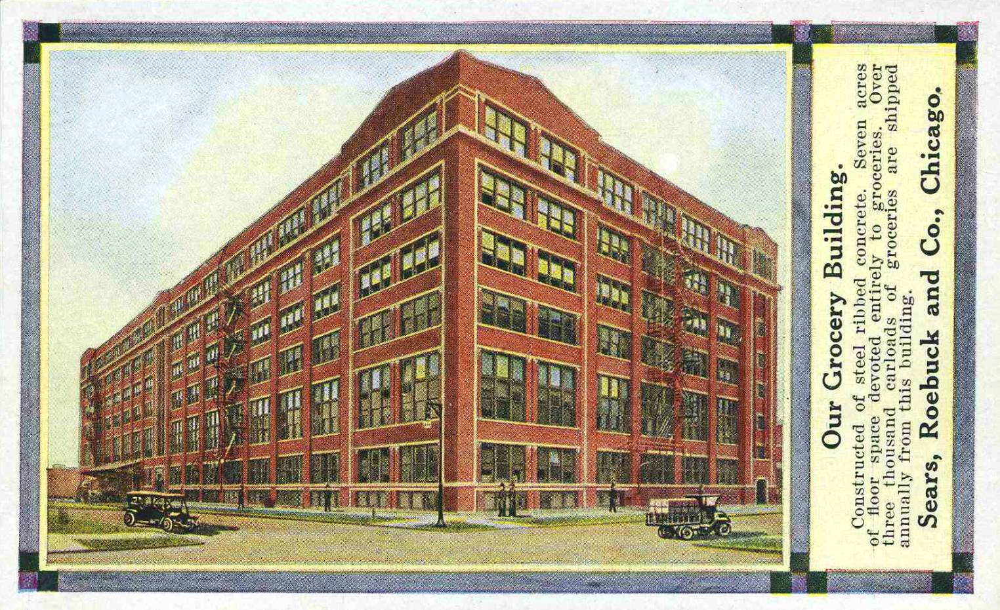 Our Grocery Building.
Constructed of steel ribbed concrete. Seven acres
of floor space devoted entirely to groceries. Over
three thousand carloads of groceries are shipped
annually from this building.
Sears, Roebuck and Co., Chicago.